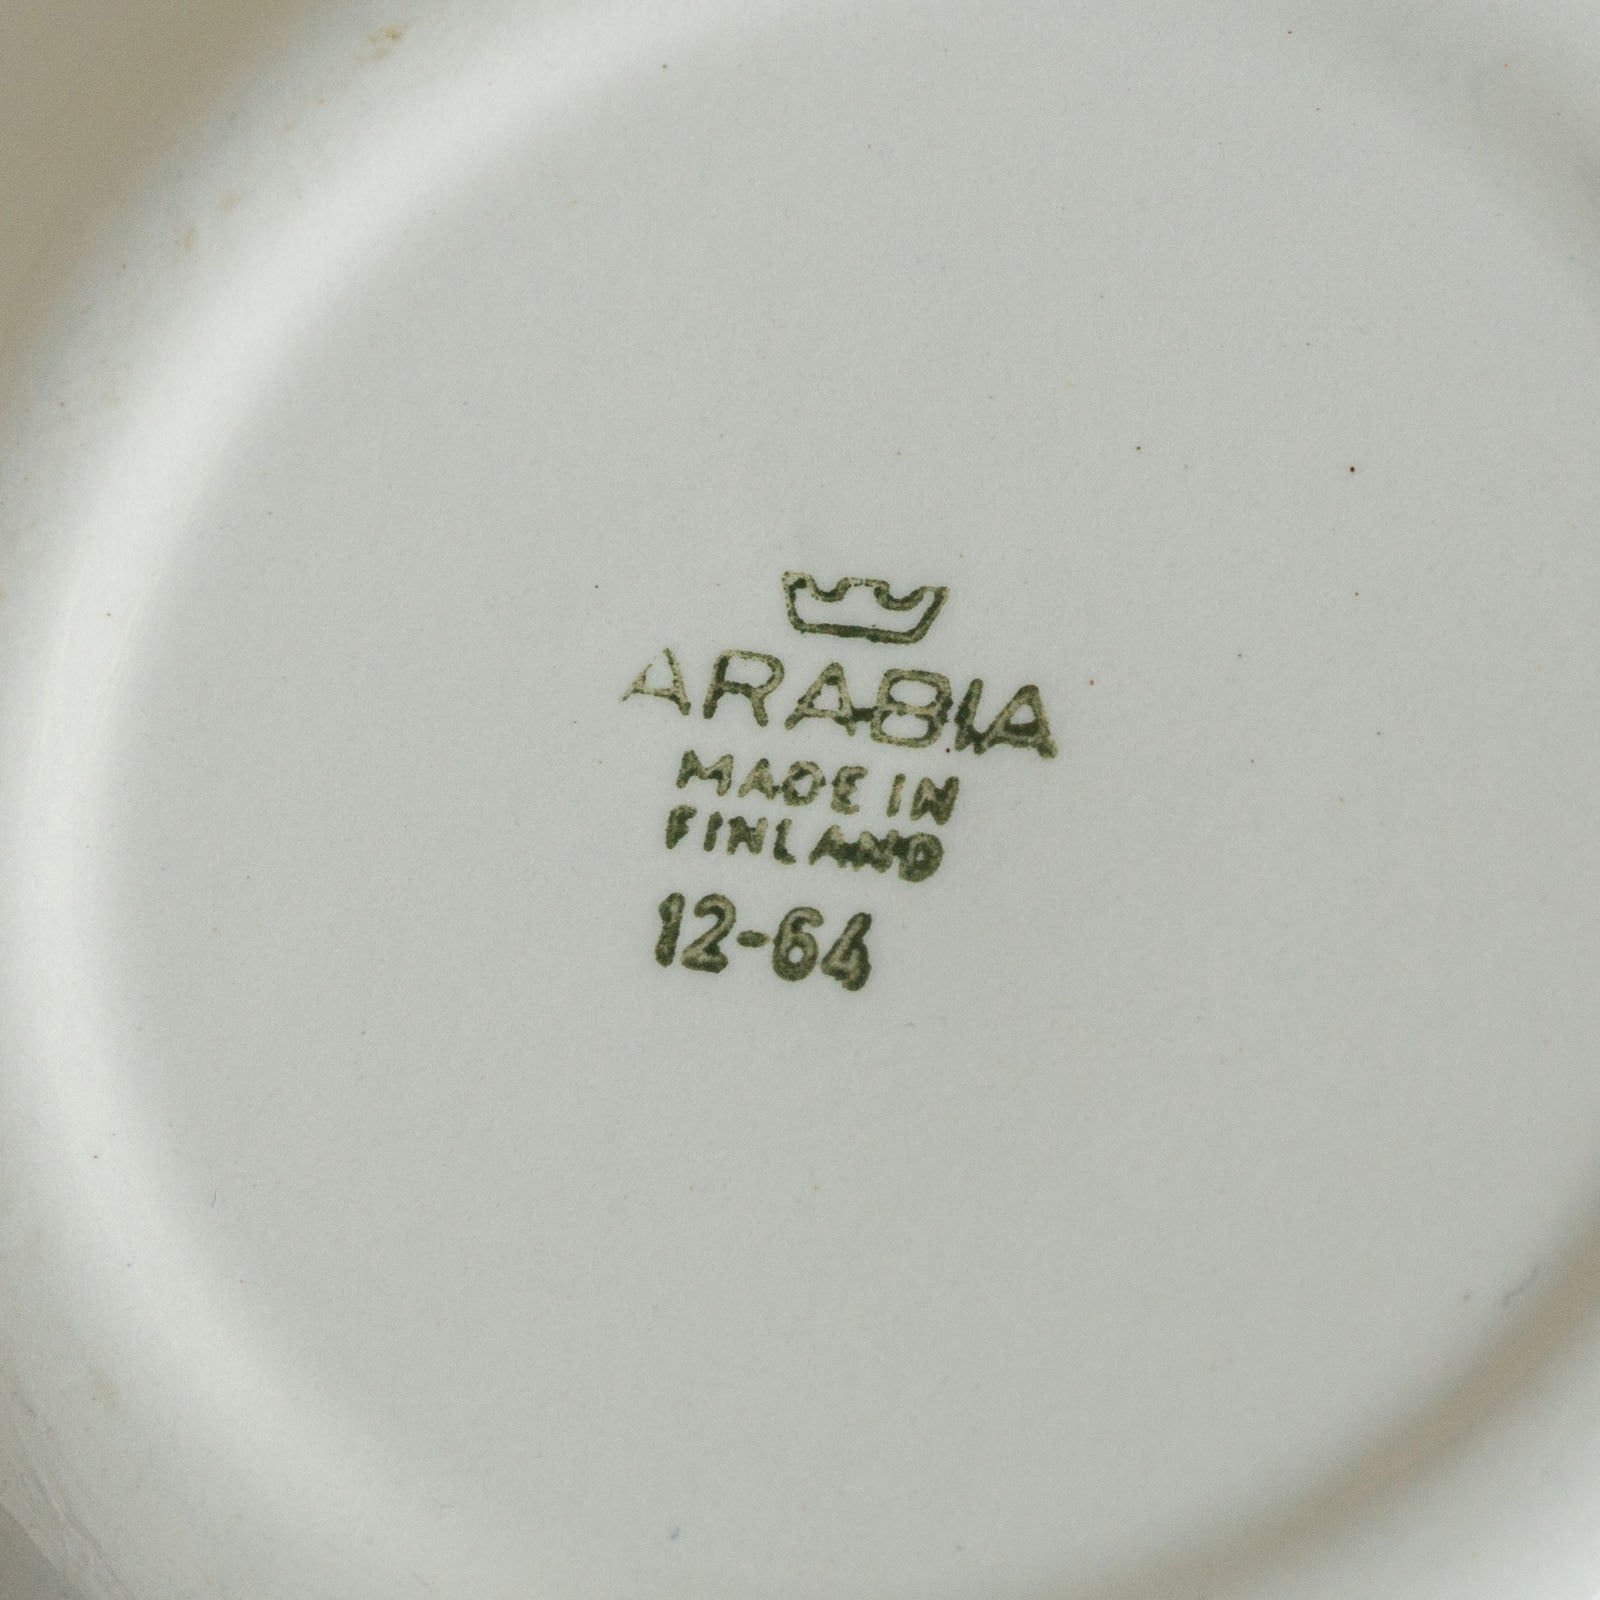 ARABIA
MADE IN
FINLAND
12-64